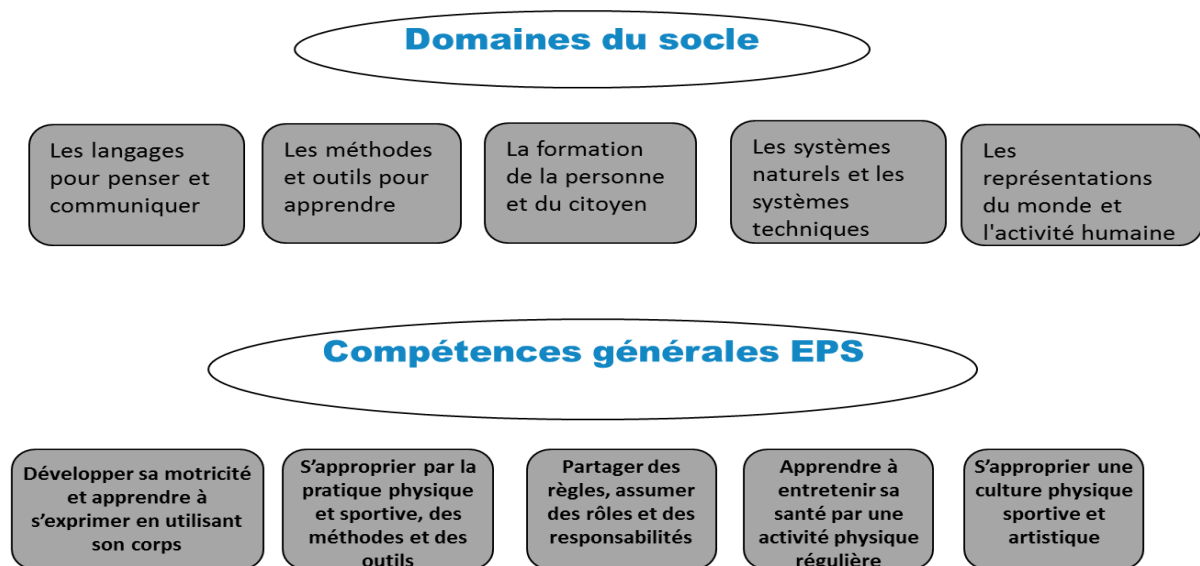 Domaines du socle
Les langages
pour penser et
communiquer
Les méthodes
et outils pour
apprendre
La formation
de la personne
et du citoyen
Les systèmes
naturels et les
systèmes
techniques
Les
représentations
du monde et
l'activité humaine
Compétences générales EPS
Développer sa motricité
et apprendre à
s’exprimer en utilisant
son corps
S’approprier par la
pratique physique
et sportive, des
méthodes et des
outils
Partager des
règles, assumer
des rôles et des
responsabilités
Apprendre à
entretenir sa
santé par une
activité physique
régulière
S’approprier une
culture physique
sportive et
artistique